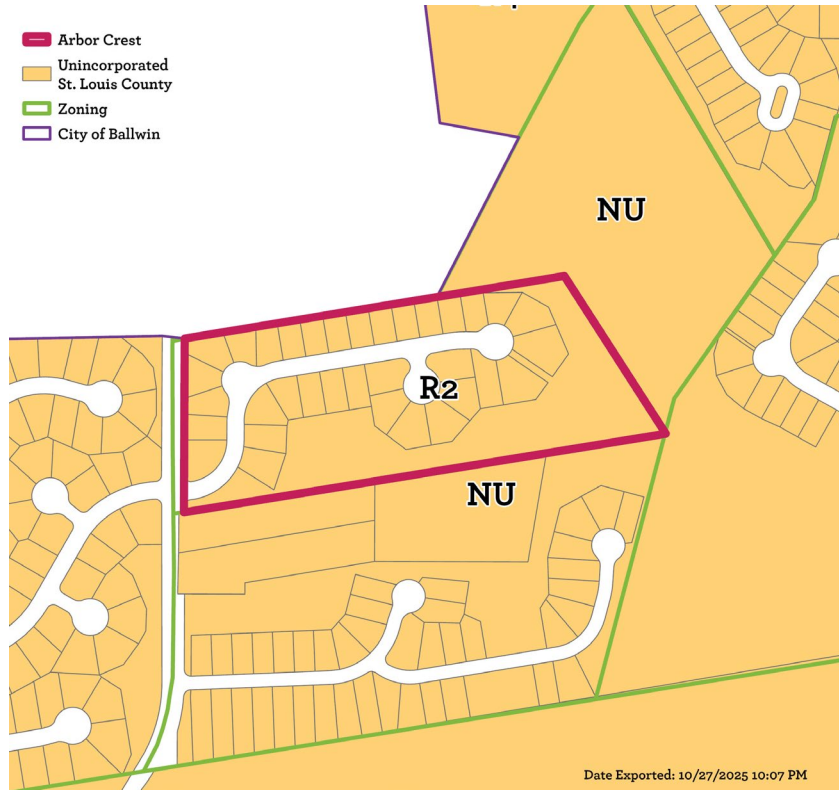 Arbor Crest
Unincorporated
St. Louis County
Zoning
City of Ballwin
NU
R2
NU
Date Exported: 10/27/2025 10:07 PM